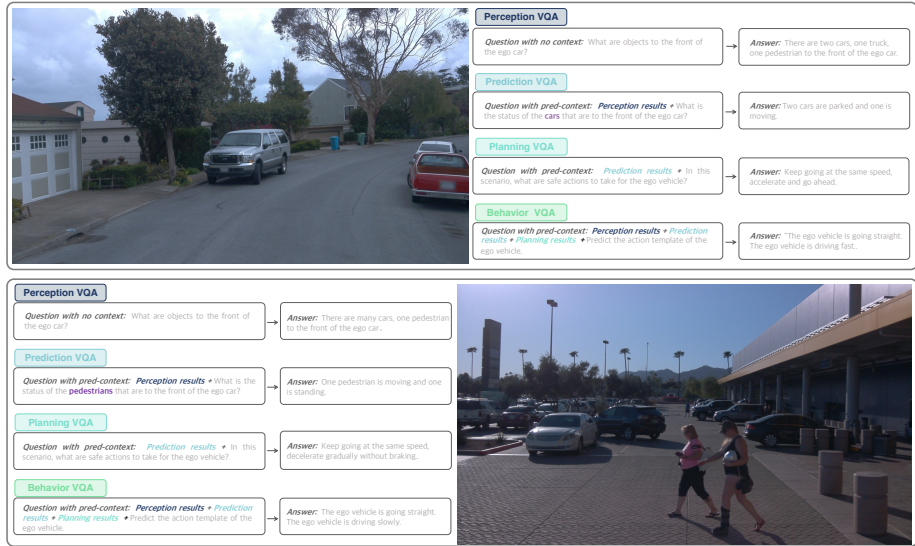 Perception VQA
Question with no context: What are objects to the front of
the ego car?
Answer: There are two cars, one truck,
one pedestrian to the front of the ego car.
Prediction VQA
Question with pred-context: Perception results + What is
the status of the cars that are to the front of the ego car?
Answer: Two cars are parked and one is
moving.
Planning VQA
Question with pred-context: Prediction results + In this
scenario, what are safe actions to take for the ego vehicle?
Answer: Keep going at the same speed,
accelerate and go ahead.
Behavior VQA
Question with pred-context: Perception results + Prediction
results + Planning results + Predict the action template of the
ego vehicle.
Answer: "The ego vehicle is going straight.
The ego vehicle is driving fast..
Perception VQA
Question with no context: What are objects to the front of
the ego car?
Answer: There are many cars, one pedestrian
to the front of the ego car.
Prediction VQA
Question with pred-context: Perception results + What is the
status of the pedestrians that are to the front of the ego car?
Answer: One pedestrian is moving and one
is standing.
Planning VQA
Question with pred-context: Prediction results + In this
scenario, what are safe actions to take for the ego vehicle?
Answer: Keep going at the same speed,
decelerate gradually without braking.
Behavior VQA
Question with pred-context: Perception results + Prediction
results + Planning results + Predict the action template of the
ego vehicle.
Answer: The ego vehicle is going straight.
The ego vehicle is driving slowly.